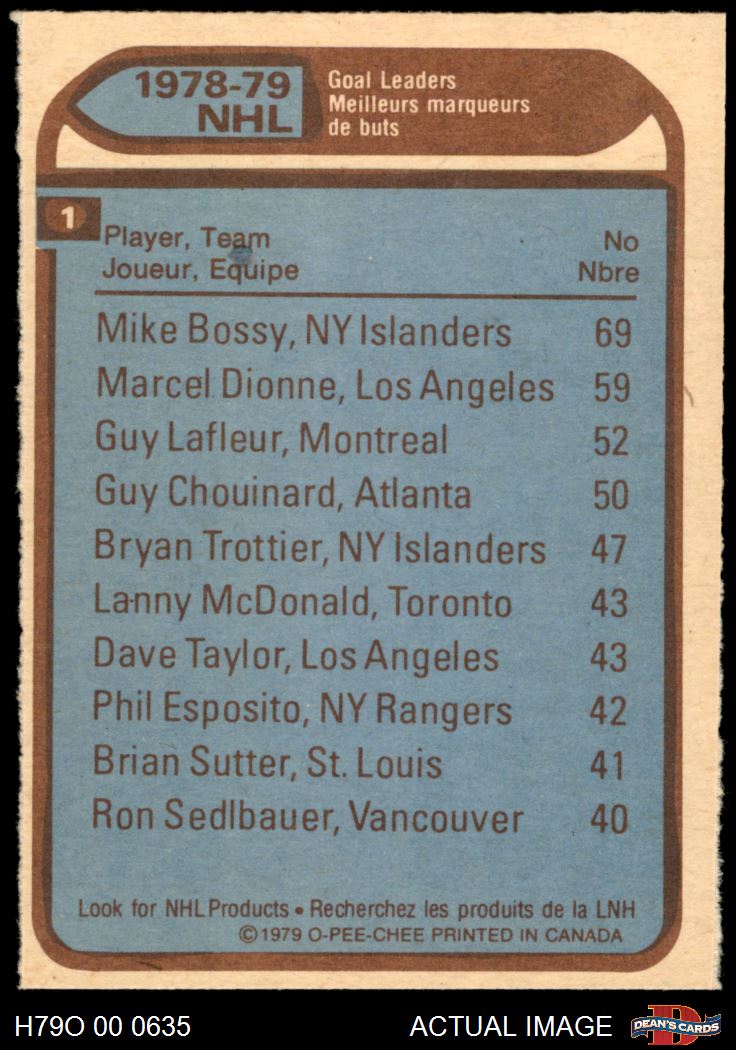 1978-79
NHL
Goal Leaders
Meilleurs marqueurs
de buts
1
Player, Team No
Joueur, Equipe Nbre
Mike Bossy, NY Islanders 69
Marcel Dionne, Los Angeles 59
Guy Lafleur, Montreal 52
Guy Chouinard, Atlanta 50
Bryan Trottier, NY Islanders 47
Lanny McDonald, Toronto 43
Dave Taylor, Los Angeles 43
Phil Esposito, NY Rangers 42
Brian Sutter, St. Louis 41
Ron Sedlbauer, Vancouver 40
Look for NHL Products • Recherchez les produits de la LNH
©1979 O-PEE-CHEE PRINTED IN CANADA
H79O 00 0635 ACTUAL IMAGE D DEAN'S CARDS